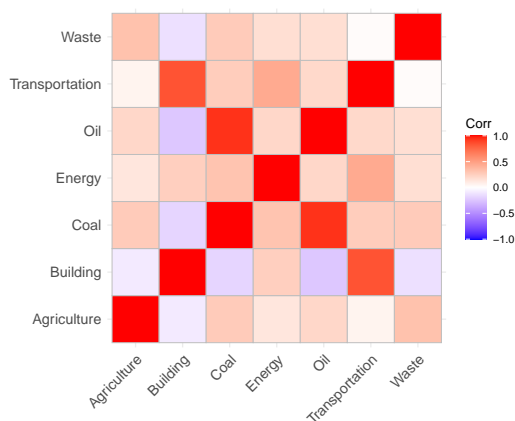 Waste
Transportation
Oil
Energy
Coal
Building
Agriculture
Agriculture
Building
Coal
Energy
Oil
Transportation
Waste
Corr
1.0
0.5
0.0
−0.5
−1.0